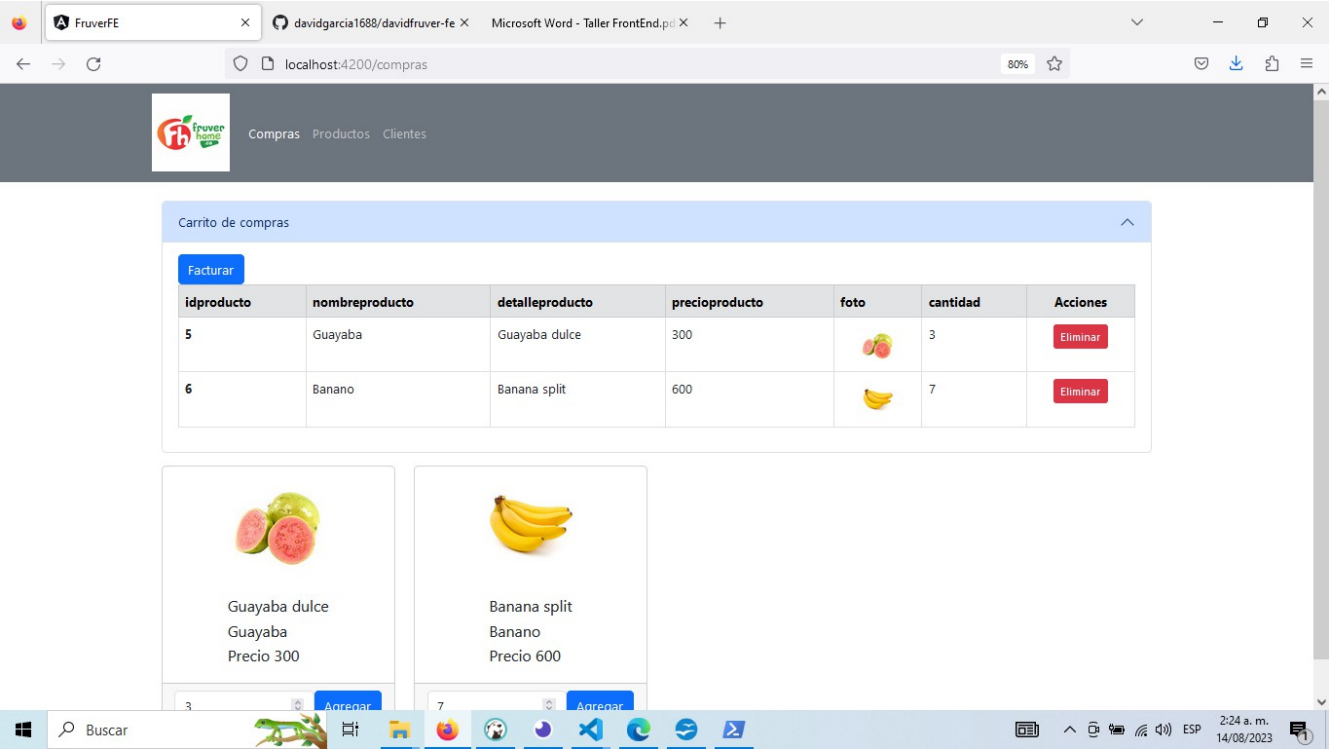 FruverFE
davidgarcia1688/davidfruver-fe
Microsoft Word - Taller FrontEnd.pd
localhost:4200/compras
80%
Fh fruver home
Compras Productos Clientes
Carrito de compras
Facturar
idproducto nombreproducto detalleproducto precioproducto foto cantidad Acciones
5 Guayaba Guayaba dulce 300 3 Eliminar
6 Banano Banana split 600 7 Eliminar
Guayaba dulce
Guayaba
Precio 300
Banana split
Banano
Precio 600
3 Agregar
7 Agregar
Buscar
ESP
2:24 a. m.
14/08/2023
1